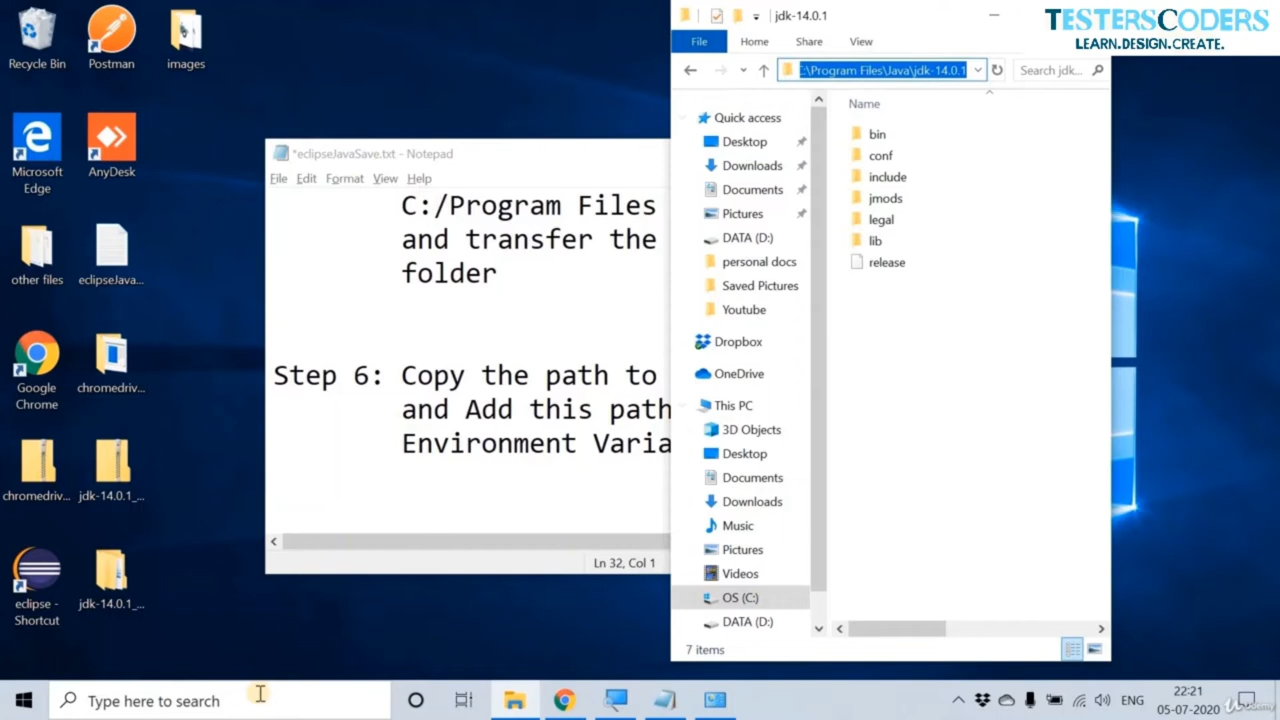 Recycle Bin
Postman
images
Microsoft
Edge
AnyDesk
other files
eclipseJava...
Google
Chrome
chromedriv...
chromedriv...
jdk-14.0.1_...
eclipse -
Shortcut
jdk-14.0.1_...
*eclipseJavaSave.txt - Notepad
File Edit Format View Help
C:/Program Files
and transfer the
folder
Step 6: Copy the path to
and Add this path
Environment Varia
Ln 32, Col 1
jdk-14.0.1
File Home Share View
C:\Program Files\Java\jdk-14.0.1
Search jdk...
Quick access
Desktop
Downloads
Documents
Pictures
DATA (D:)
personal docs
Saved Pictures
Youtube
Dropbox
OneDrive
This PC
3D Objects
Desktop
Documents
Downloads
Music
Pictures
Videos
OS (C:)
DATA (D:)
Name
bin
conf
include
jmods
legal
lib
release
7 items
TESTERSCODERS
LEARN.DESIGN.CREATE.
Type here to search
ENG
22:21
05-07-2020
Udemy